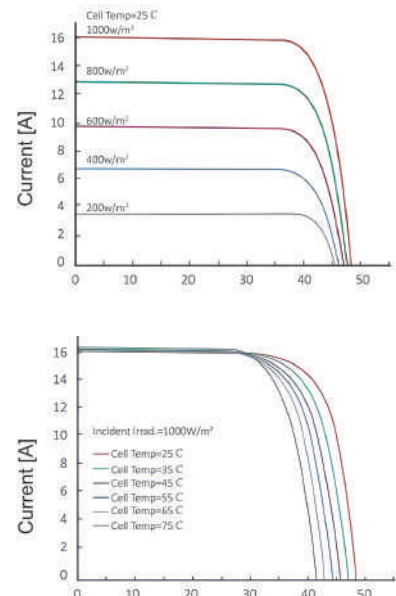 Cell Temp=25 C
1000w/m²
800w/m²
600w/m²
400w/m²
200w/m²
Current [A]
16
14
12
10
8
6
4
2
0
0 10 20 30 40 50
Incident Irrad.=1000W/m²
Cell Temp=25 C
Cell Temp=35 C
Cell Temp=45 C
Cell Temp=55 C
Cell Temp=65 C
Cell Temp=75 C
Current [A]
16
14
12
10
8
6
4
2
0
0 10 20 30 40 50